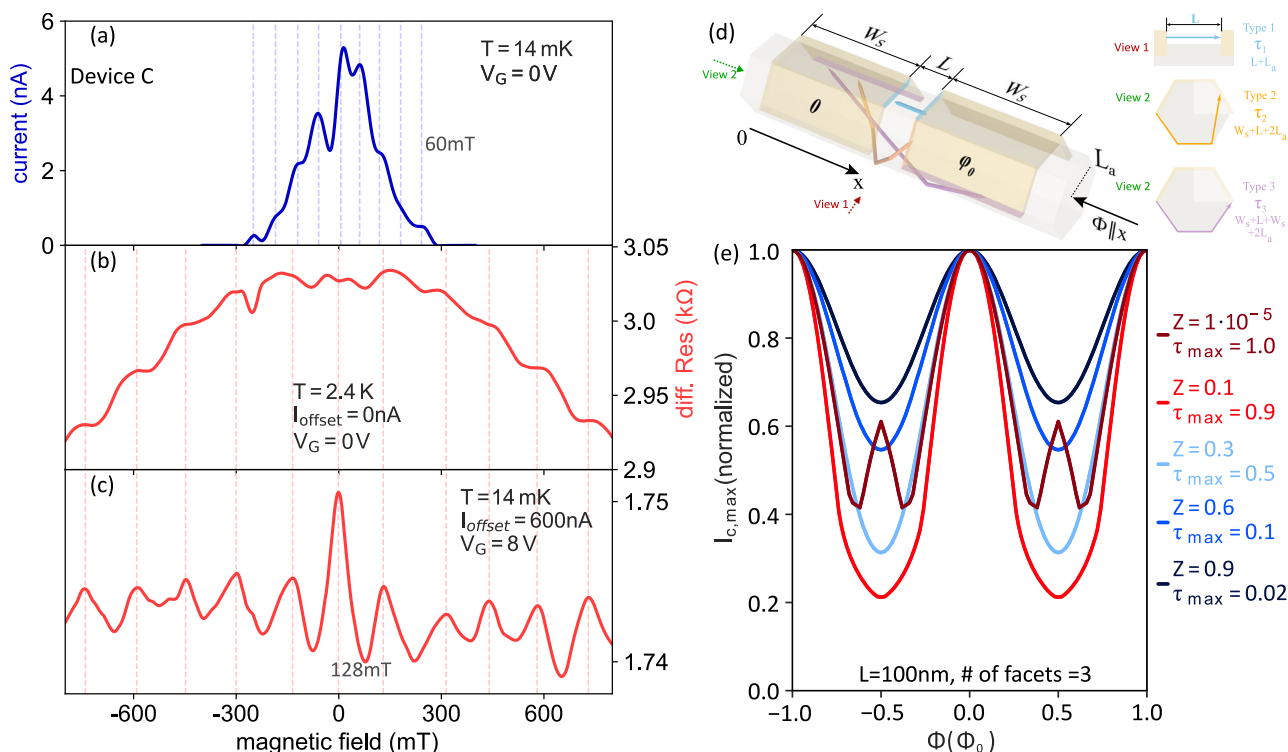 (a)
Device C
T = 14 mK
V_G = 0V
60mT
current (nA)
6
4
2
0
(b)
T = 2.4 K
I_offset = 0nA
V_G = 0V
diff. Res (kΩ)
3.05
3.0
2.95
2.9
(c)
T = 14 mK
I_offset = 600nA
V_G = 8 V
128mT
1.75
1.74
-600 -300 0 300 600
magnetic field (mT)
(d)
View 2
W_S
L
W_S
0
θ
φ_0
x
View 1
L_a
Φ∥x
View 1
L
Type 1
τ_1
L+L_a
View 2
Type 2
τ_2
W_S+L+2L_a
View 2
Type 3
τ_3
W_S+L+W_S
+2L_a
(e)
I_c,max (normalized)
1.0
0.8
0.6
0.4
0.2
0.0
L=100nm, # of facets =3
−1.0 −0.5 0.0 0.5 1.0
Φ(Φ_0)
Z = 1·10^-5
τ_max = 1.0
Z = 0.1
τ_max = 0.9
Z = 0.3
τ_max = 0.5
Z = 0.6
τ_max = 0.1
Z = 0.9
τ_max = 0.02